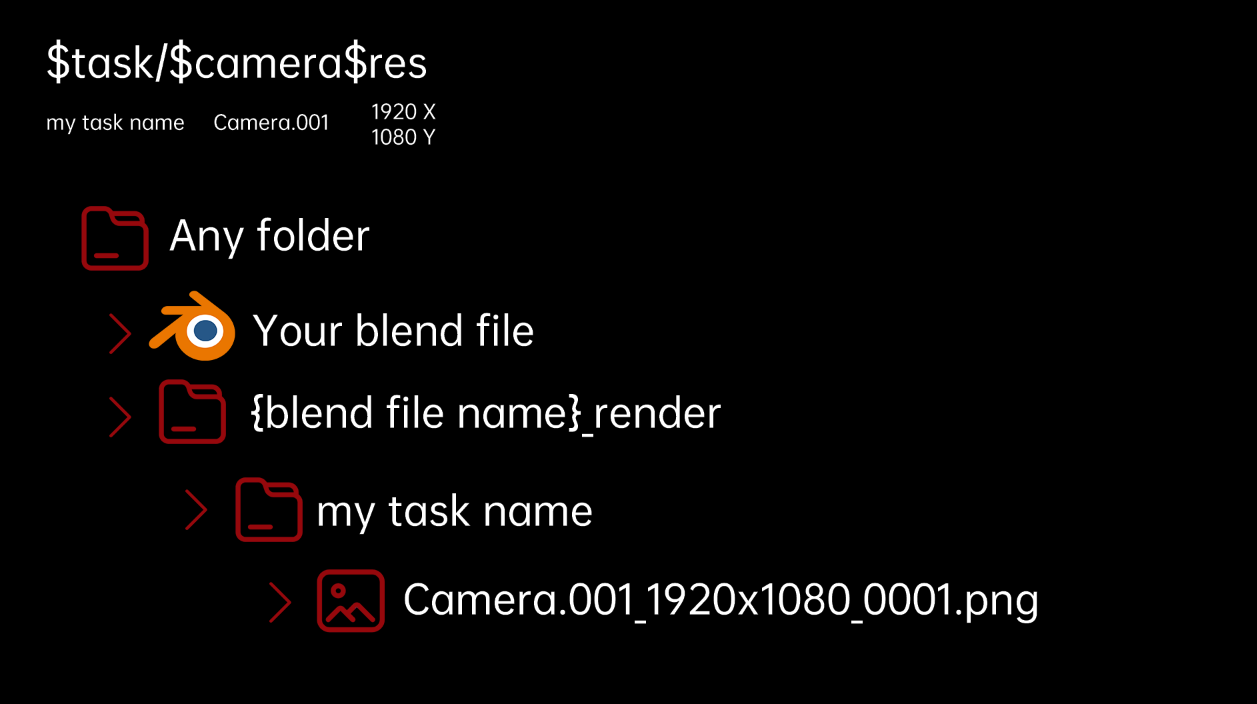 $task/$camera$res
my task name Camera.001 1920 X
1080 Y
Any folder
Your blend file
{blend file name}_render
my task name
Camera.001_1920x1080_0001.png